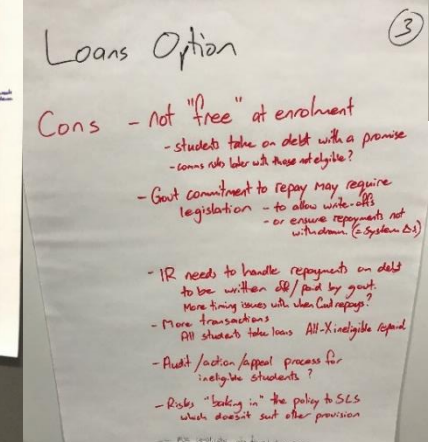 3
Loans Option
Cons - not "free" at enrolment
- students take on debt with a promise
- comms risks later with those not eligible?
- Govt commitment to repay may require
legislation - to allow write-offs
- or ensure repayments not
withdrawn (= System Δs)
- IR needs to handle repayments on debt
to be written off/paid by govt.
More timing issues with when Govt repays?
- More transactions
All students take loans All-X ineligible repaid
- Audit/action/appeal process for
ineligible students?
- Risks "baking in" the policy to SLS
which doesn't suit other provision